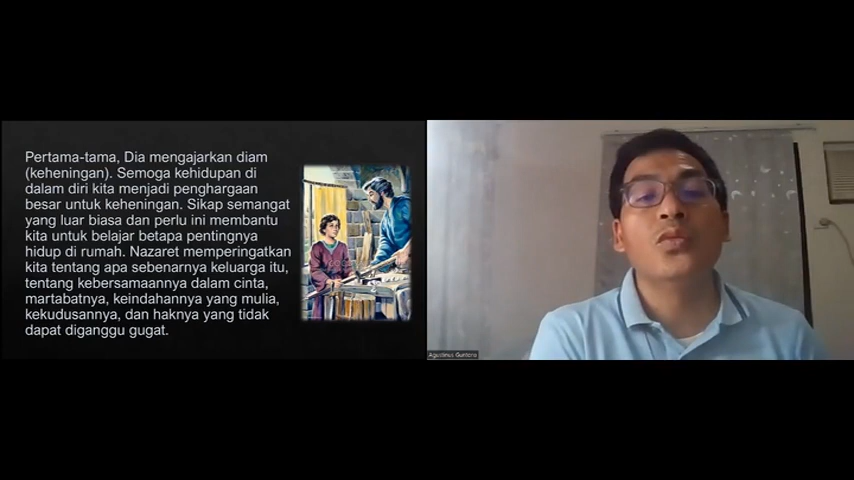 Pertama-tama, Dia mengajarkan diam
(keheningan). Semoga kehidupan di
dalam diri kita menjadi penghargaan
besar untuk keheningan. Sikap semangat
yang luar biasa dan perlu ini membantu
kita untuk belajar betapa pentingnya
hidup di rumah. Nazaret memperingatkan
kita tentang apa sebenarnya keluarga itu,
tentang kebersamaannya dalam cinta,
martabatnya, keindahannya yang mulia,
kekudusannya, dan haknya yang tidak
dapat diganggu gugat.
Agustinus Guntoro